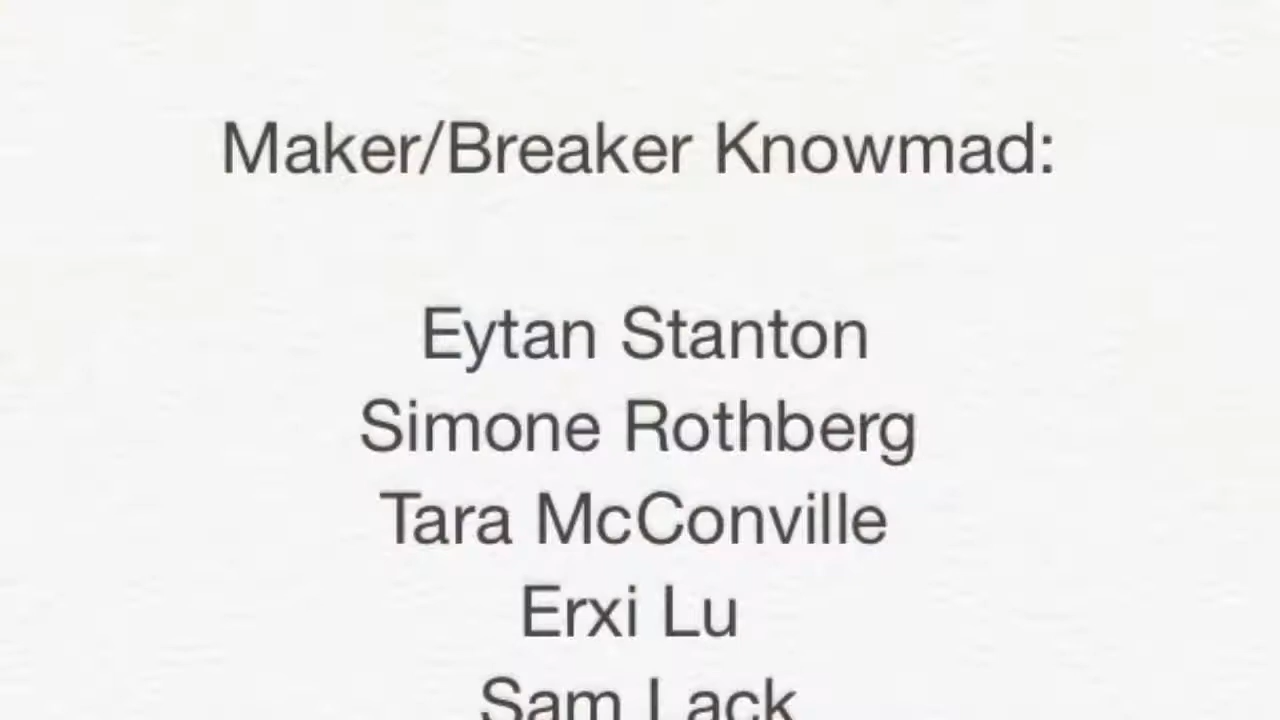 Maker/Breaker Knowmad:
Eytan Stanton
Simone Rothberg
Tara McConville
Erxi Lu
Sam Lack